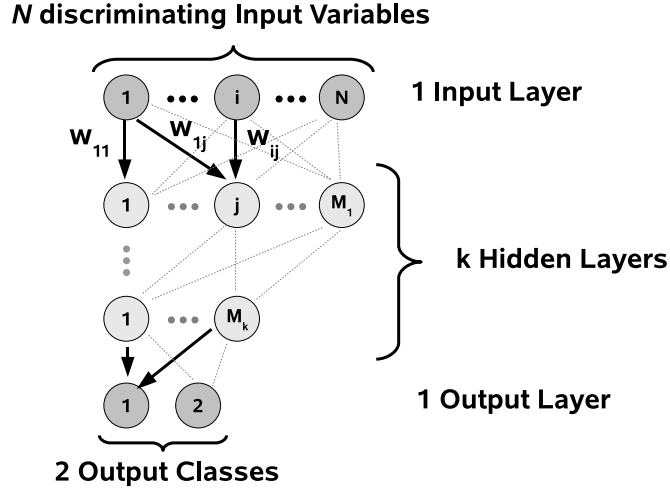 N discriminating Input Variables
1 ••• i ••• N
1 Input Layer
W11 W1j Wij
1 ••• j ••• M1
k Hidden Layers
1 ••• Mk
1 2
1 Output Layer
2 Output Classes